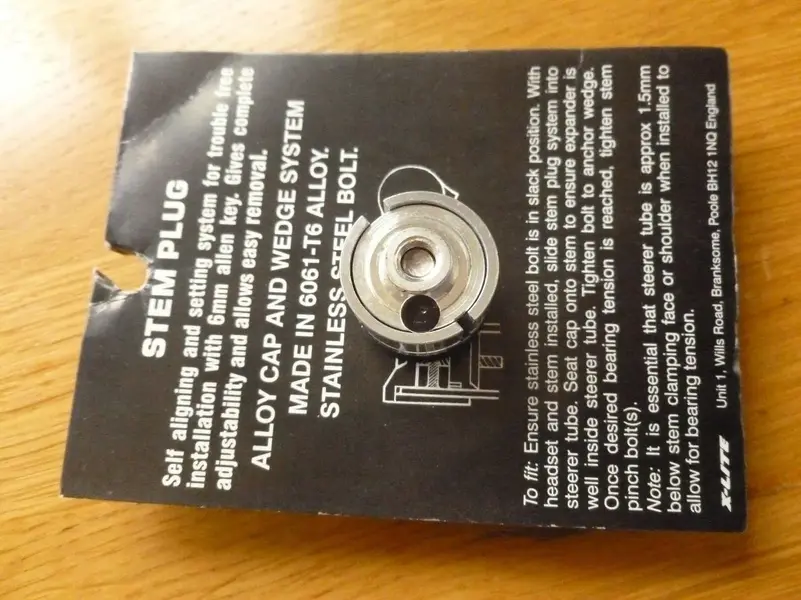 STEM PLUG
Self aligning and setting system for trouble free
installation with 6mm allen key. Gives complete
adjustability and allows easy removal.
ALLOY CAP AND WEDGE SYSTEM
MADE IN 6061-T6 ALLOY.
STAINLESS STEEL BOLT.
To fit: Ensure stainless steel bolt is in slack position. With
headset and stem installed, slide stem plug system into
steerer tube. Seat cap onto stem to ensure expander is
well inside steerer tube. Tighten bolt to anchor wedge.
Once desired bearing tension is reached, tighten stem
pinch bolt(s).
Note: It is essential that steerer tube is approx 1.5mm
below stem clamping face or shoulder when installed to
allow for bearing tension.
X-LITE Unit 1, Wills Road, Branksome, Poole BH12 1NQ England